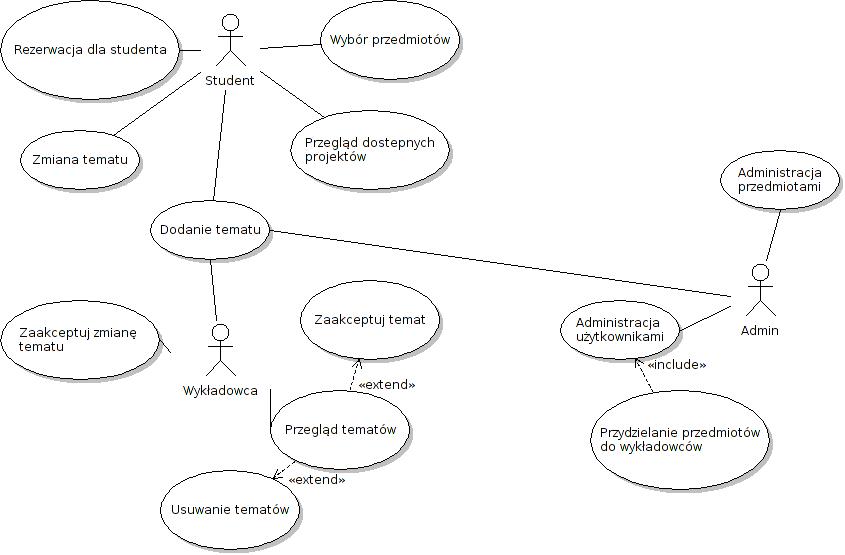 Rezerwacja dla studenta
Student
Wybór przedmiotów
Zmiana tematu
Przegląd dostepnych
projektów
Administracja
przedmiotami
Dodanie tematu
Admin
Zaakceptuj zmianę
tematu
Wykładowca
Zaakceptuj temat
Administracja
użytkownikami
«include»
«extend»
Przegląd tematów
Przydzielanie przedmiotów
do wykładowców
«extend»
Usuwanie tematów